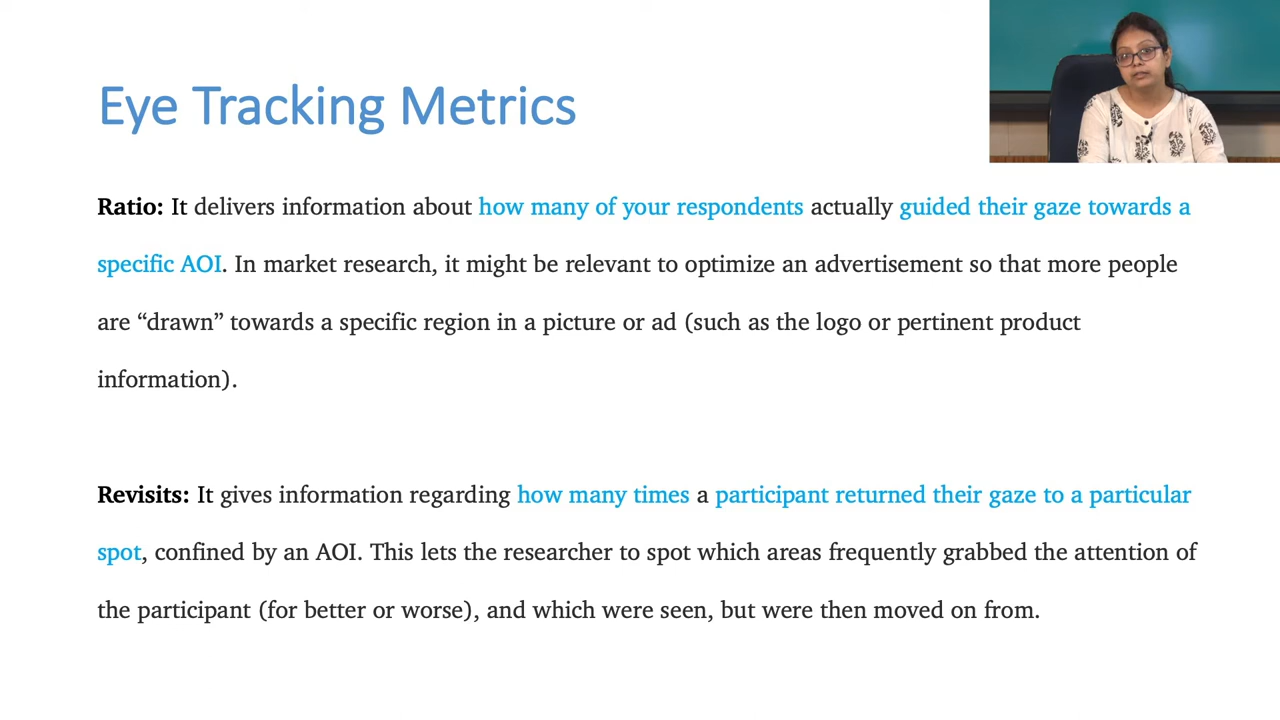 Eye Tracking Metrics
Ratio: It delivers information about how many of your respondents actually guided their gaze towards a
specific AOI. In market research, it might be relevant to optimize an advertisement so that more people
are “drawn” towards a specific region in a picture or ad (such as the logo or pertinent product
information).
Revisits: It gives information regarding how many times a participant returned their gaze to a particular
spot, confined by an AOI. This lets the researcher to spot which areas frequently grabbed the attention of
the participant (for better or worse), and which were seen, but were then moved on from.